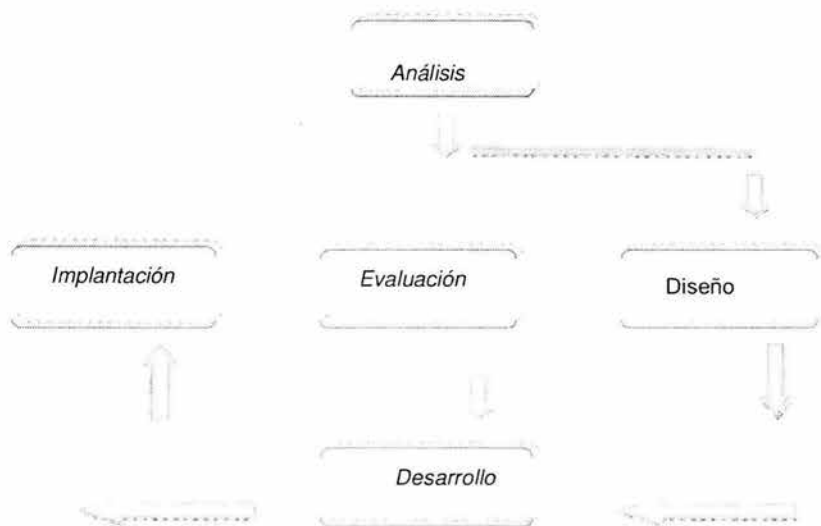 Análisis
Implantación
Evaluación
Diseño
Desarrollo